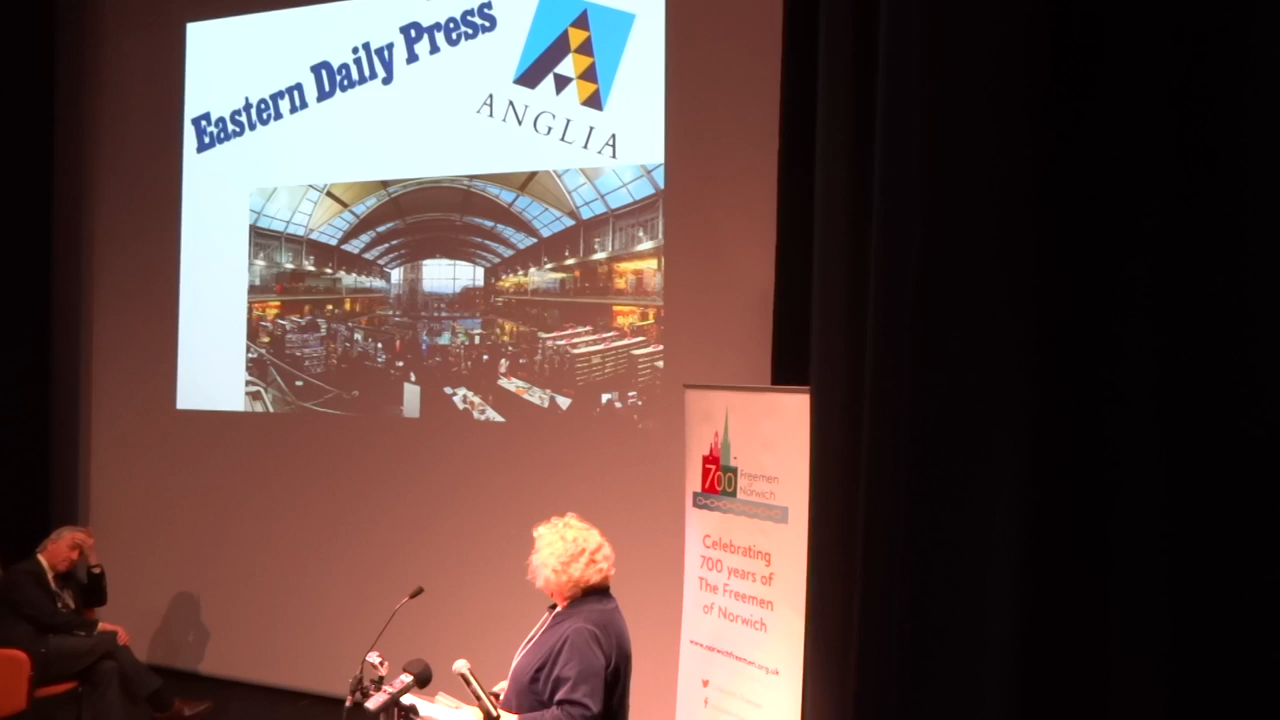 Eastern Daily Press
ANGLIA
700
Freemen
of
Norwich
Celebrating
700 years of
The Freemen
of Norwich
www.norwichfreemen.org.uk